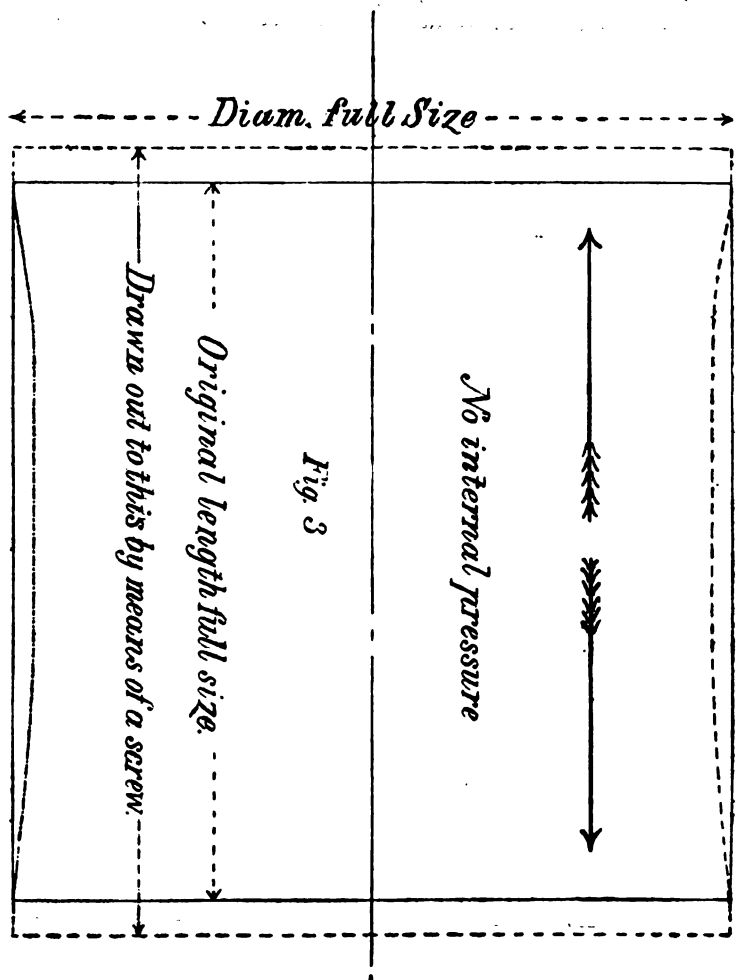 Diam. full Size
No internal pressure
Fig. 3
Original length full size.
Drawn out to this by means of a screw.